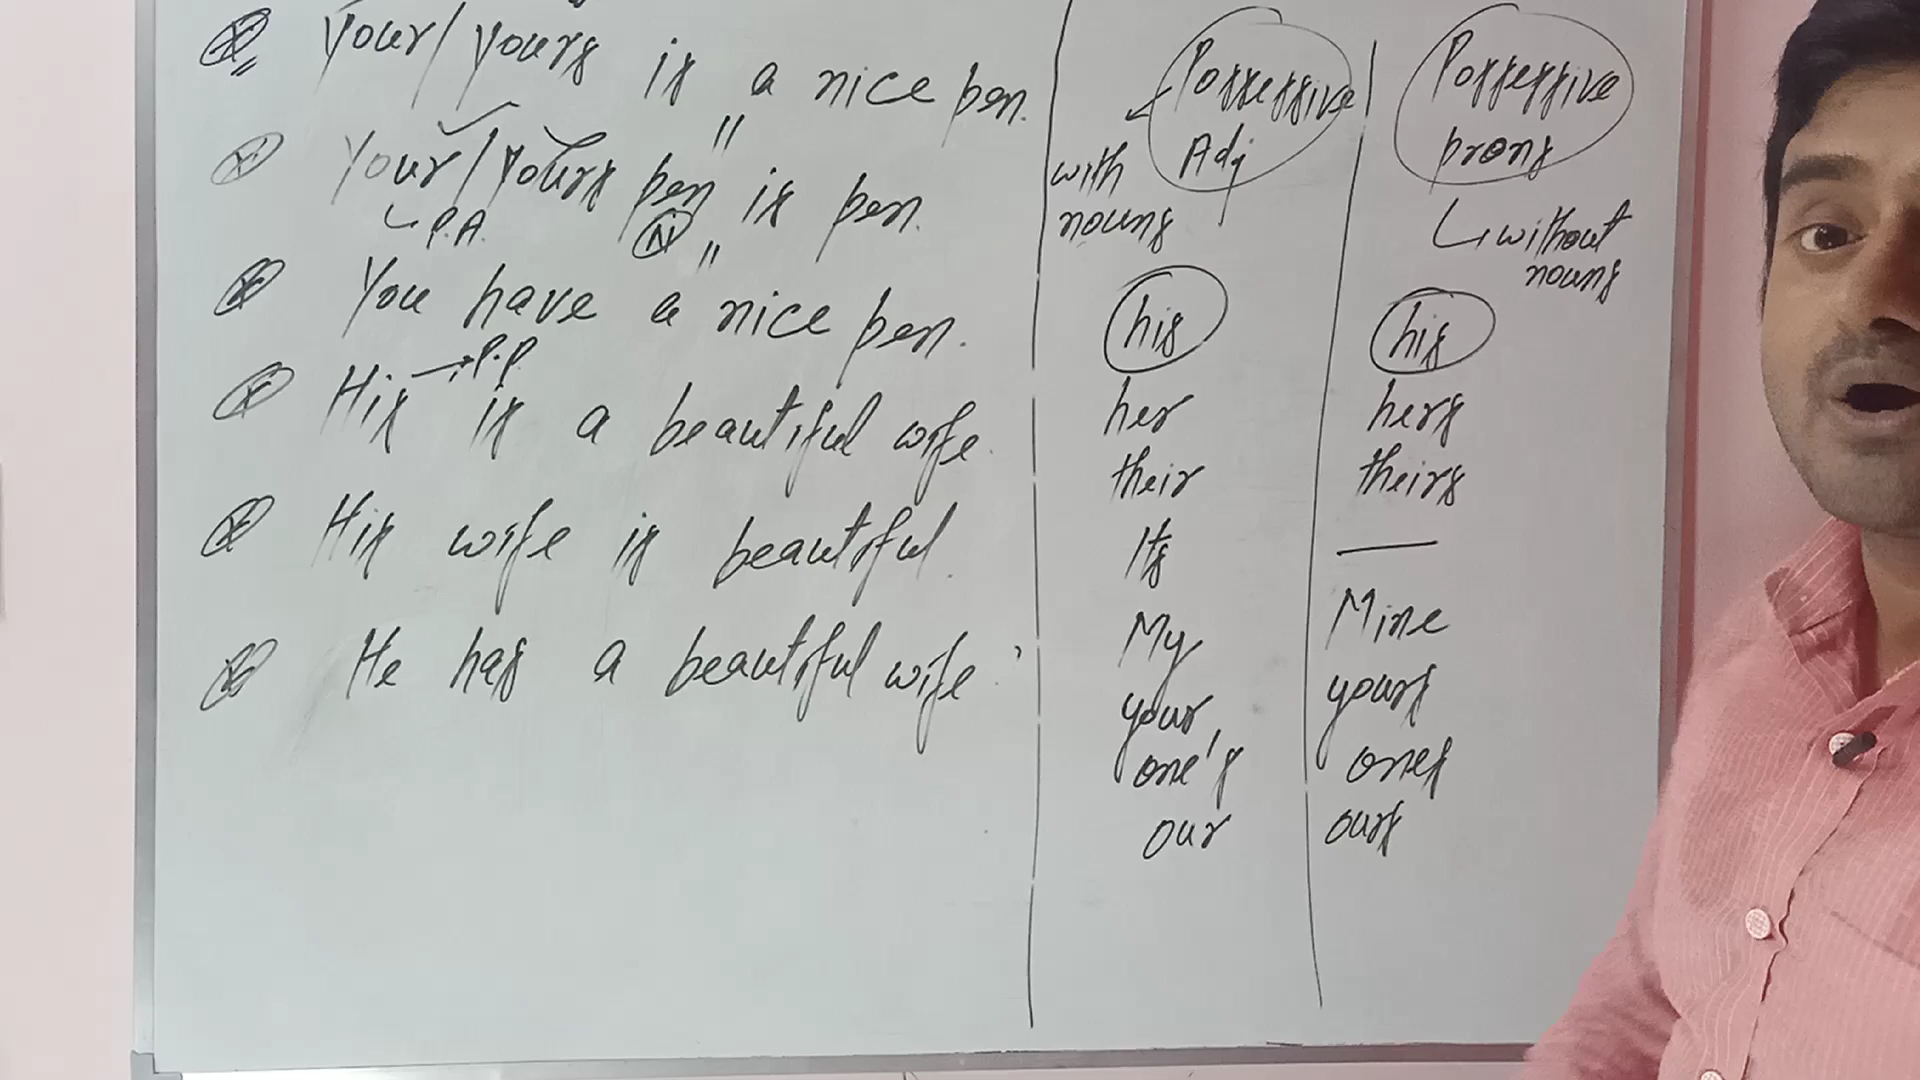 Your/yours is a nice pen.
"
Your/yours pen is pen.
P.A. N "
You have a nice pen.
His → P.P. is a beautiful wife.
His wife is beautiful.
He has a beautiful wife.
Possessive Adj
with nouns
his
her
their
Its
My
your
one's
our
Possessive prons
without nouns
his
hers
theirs
—
Mine
yours
ones
ours